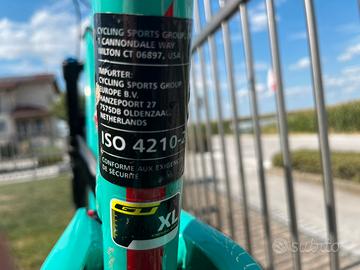 CYCLING SPORTS GROUP,
1 CANNONDALE WAY
WILTON CT 06897, USA
IMPORTER:
CYCLING SPORTS GROUP
EUROPE B.V.
HANZEPOORT 27
7575DB OLDENZAAL,
NETHERLANDS
ISO 4210-2
CONFORME AUX EXIGENC
DE SÉCURITÉ
XL
subito